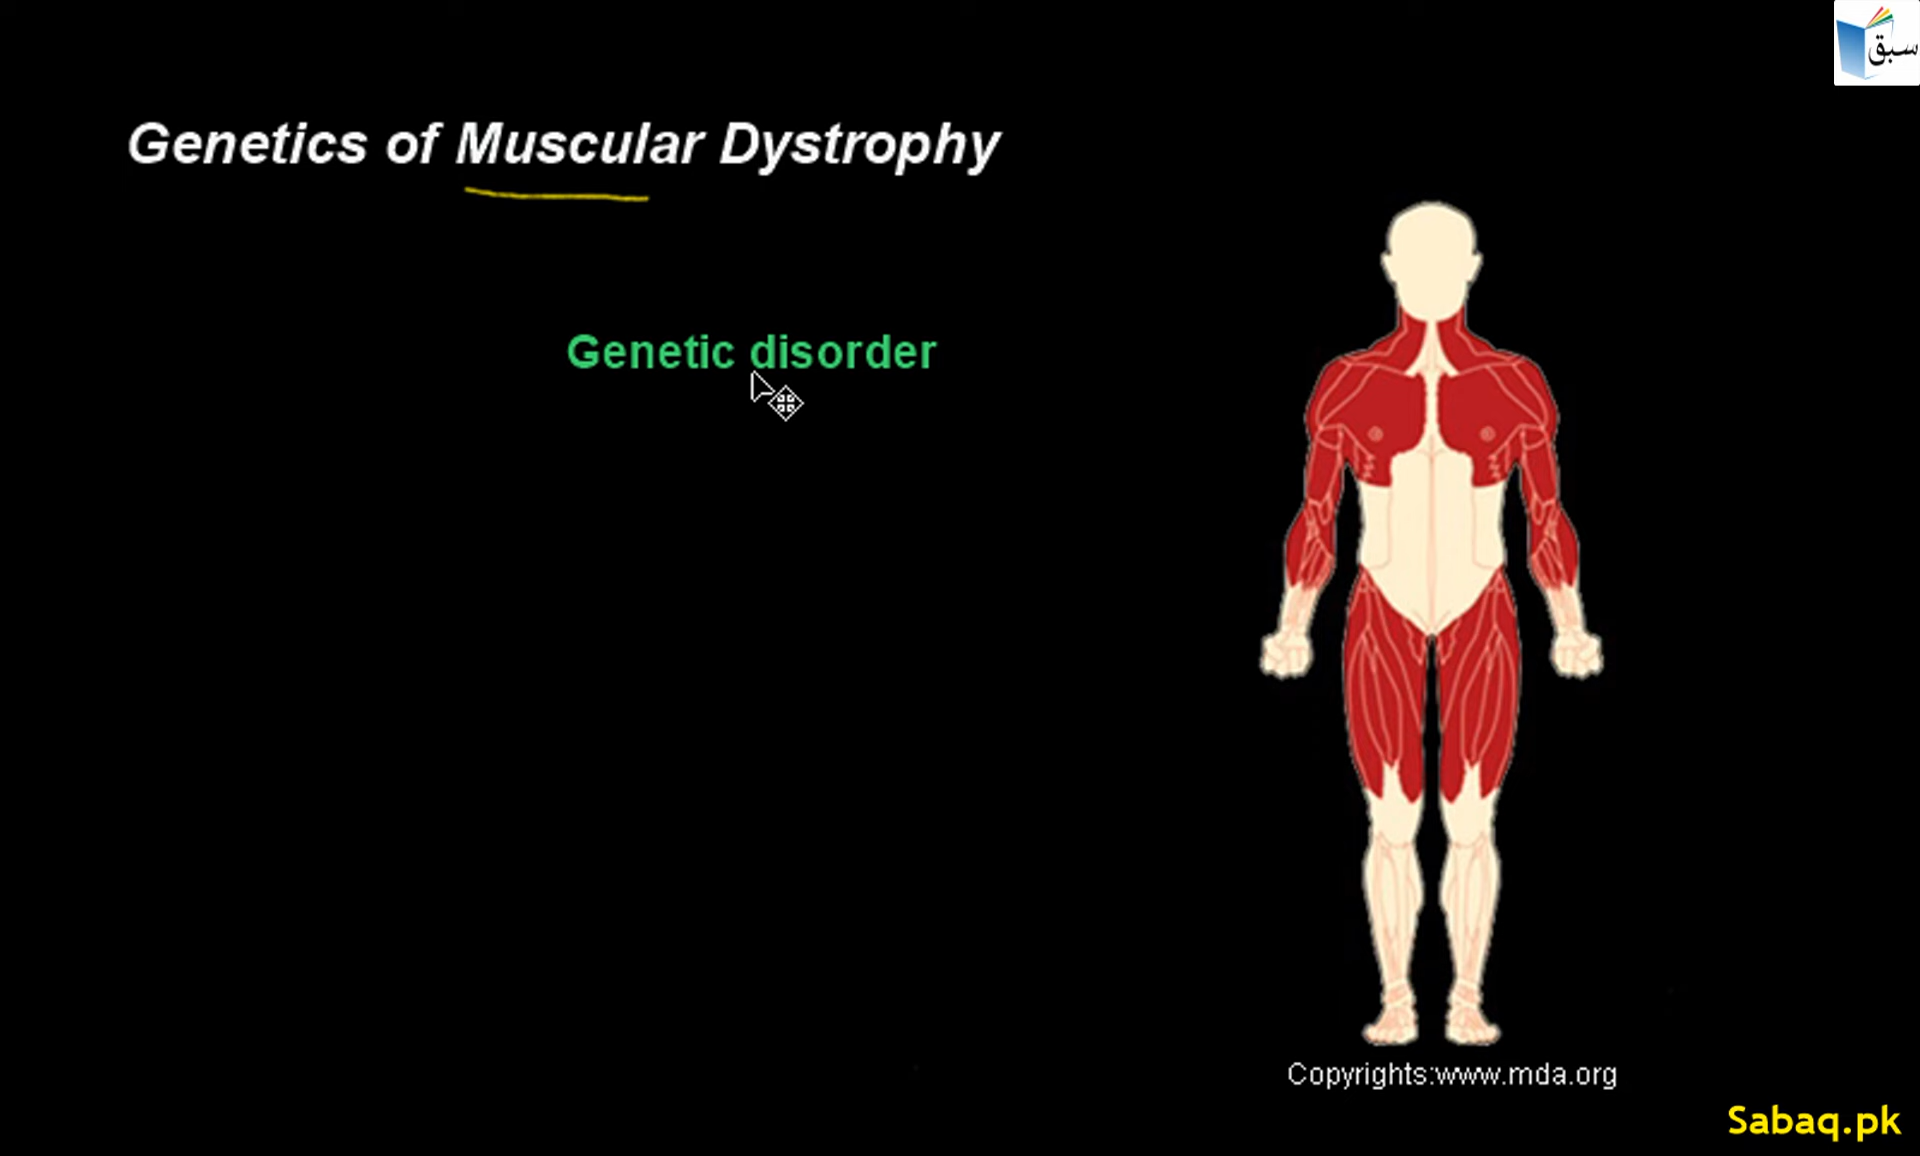 سبق
Genetics of Muscular Dystrophy
Genetic disorder
Copyrights:www.mda.org
Sabaq.pk